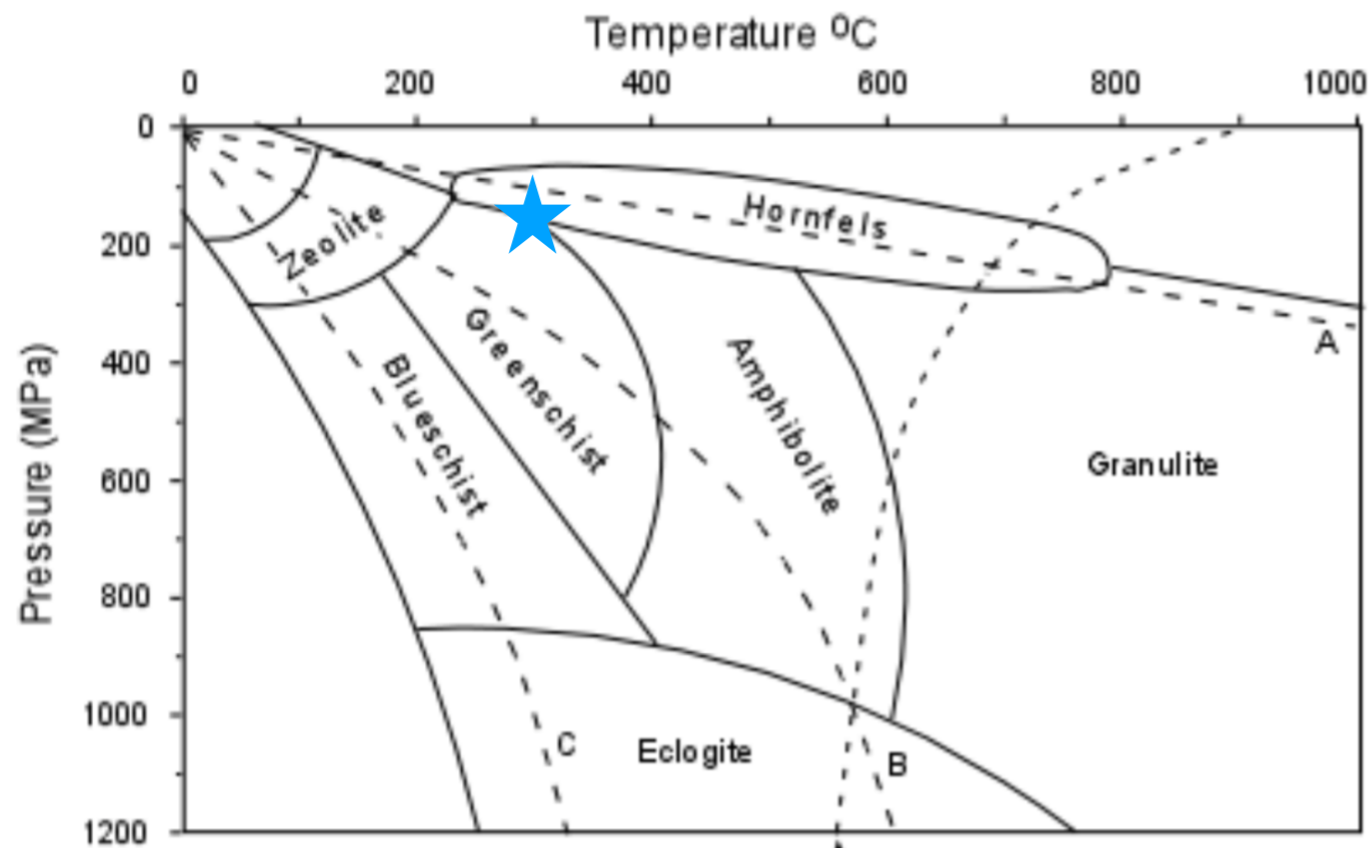 Temperature ºC
0 200 400 600 800 1000
Pressure (MPa)
0
200
400
600
800
1000
1200
Zeolite
Hornfels
Blueschist
Greenschist
Amphibolite
Granulite
Eclogite
A
B
C